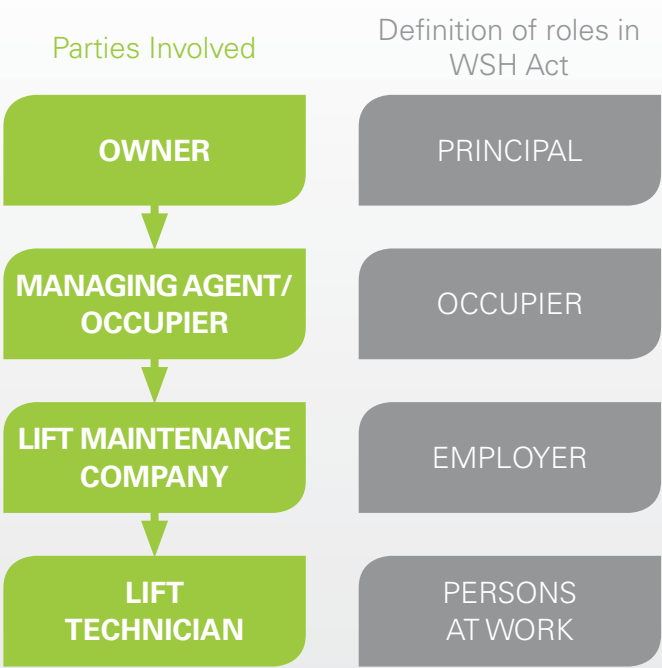 Parties Involved
Definition of roles in
WSH Act
OWNER
PRINCIPAL
MANAGING AGENT/
OCCUPIER
OCCUPIER
LIFT MAINTENANCE
COMPANY
EMPLOYER
LIFT
TECHNICIAN
PERSONS
AT WORK